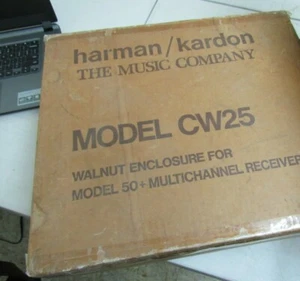 harman/kardon
THE MUSIC COMPANY
MODEL CW25
WALNUT ENCLOSURE FOR
MODEL 50+ MULTICHANNEL RECEIVER